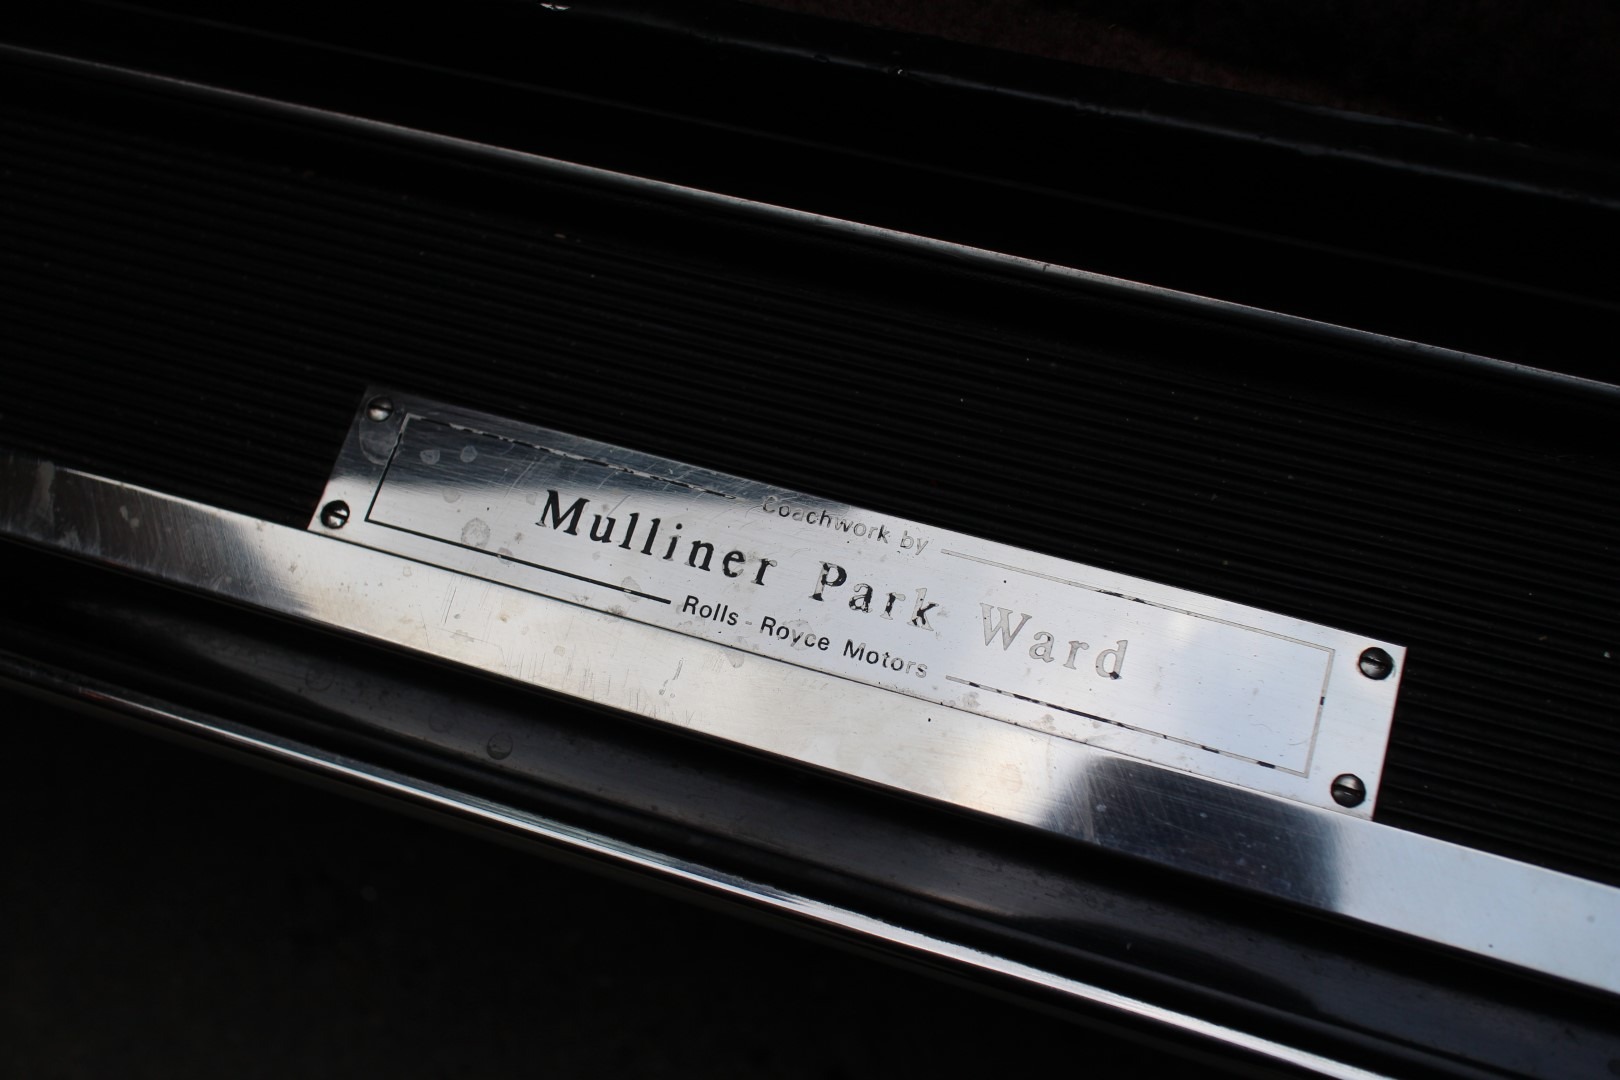 Coachwork by
Mulliner Park Ward
Rolls-Royce Motors